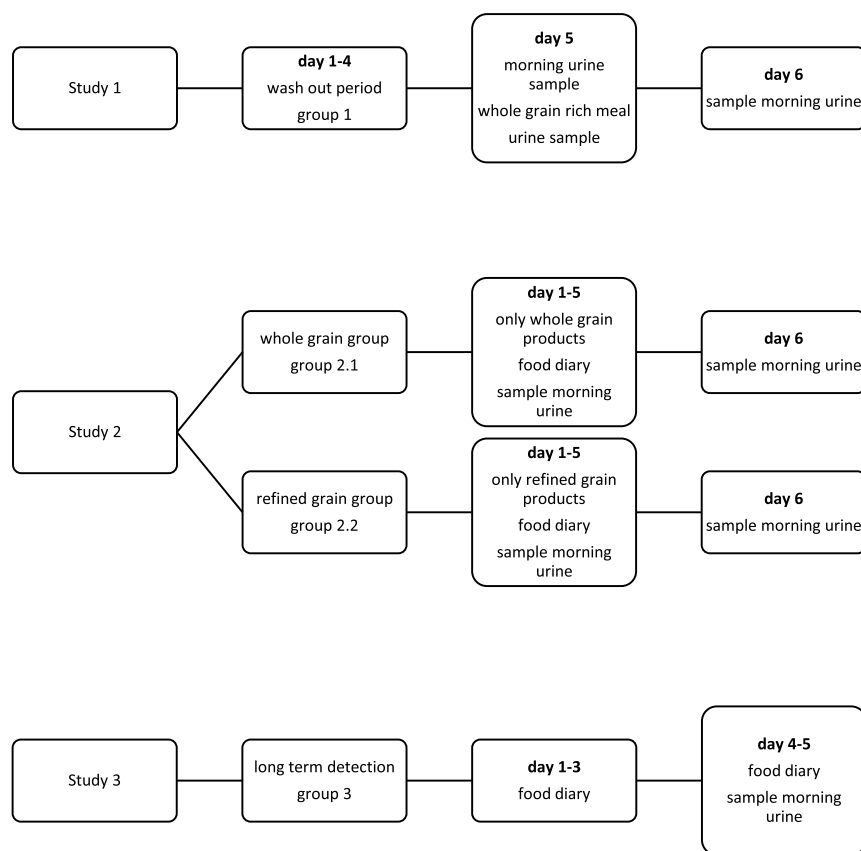 Study 1
day 1-4
wash out period
group 1
day 5
morning urine
sample
whole grain rich meal
urine sample
day 6
sample morning urine
Study 2
whole grain group
group 2.1
day 1-5
only whole grain
products
food diary
sample morning
urine
day 6
sample morning urine
refined grain group
group 2.2
day 1-5
only refined grain
products
food diary
sample morning
urine
day 6
sample morning urine
Study 3
long term detection
group 3
day 1-3
food diary
day 4-5
food diary
sample morning
urine